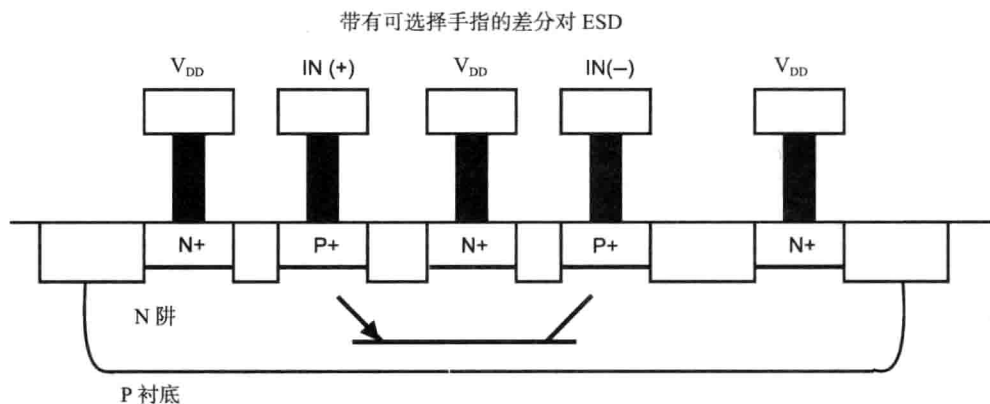 带有可选择手指的差分对 ESD
VDD IN (+) VDD IN(—) VDD
N+ P+ N+ P+ N+
N 阱
P 衬底